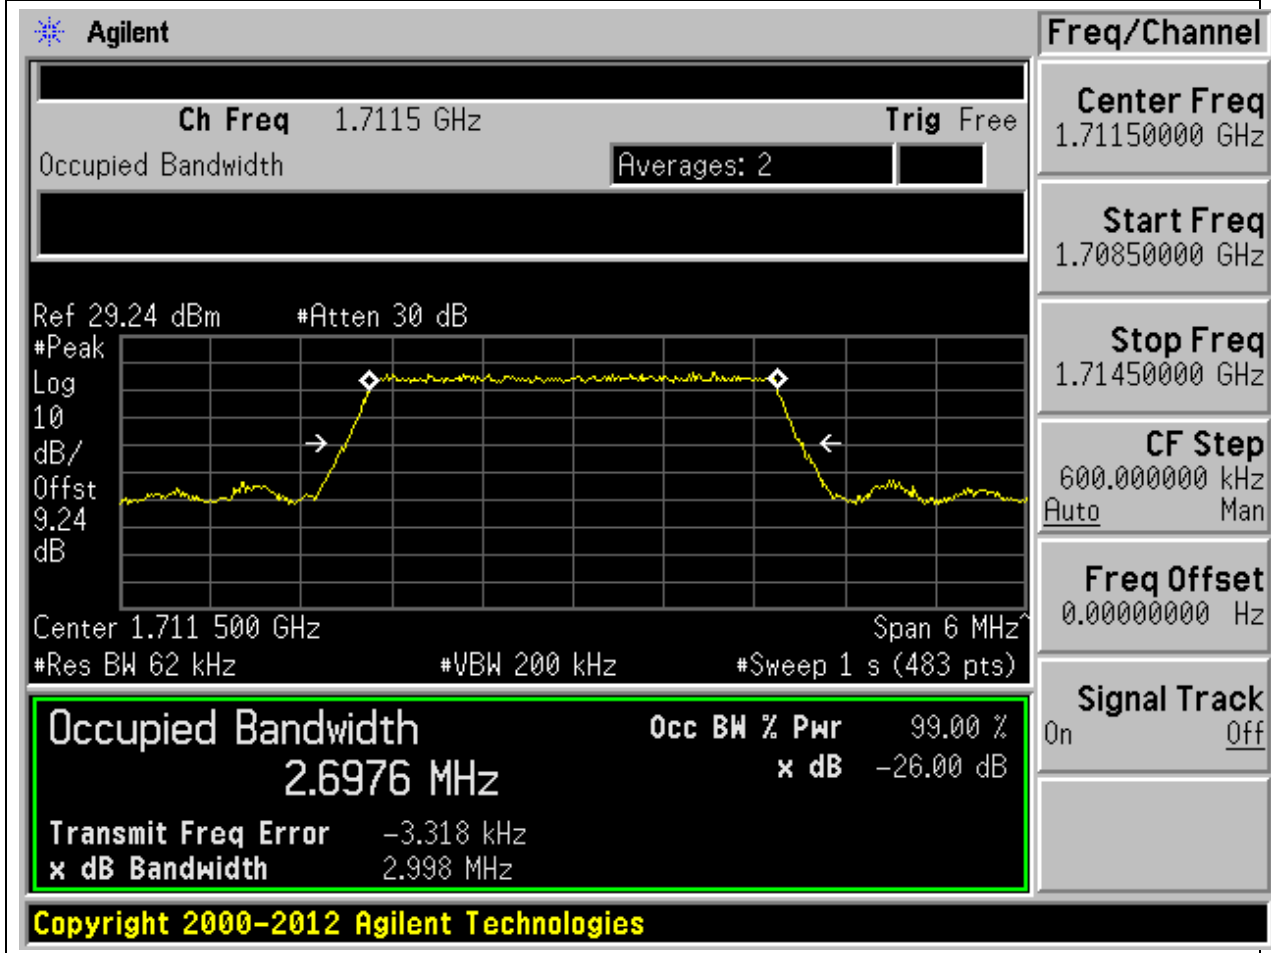 Agilent
Freq/Channel
Ch Freq 1.7115 GHz
Trig Free
Occupied Bandwidth
Averages: 2
Center Freq
1.71150000 GHz
Start Freq
1.70850000 GHz
Stop Freq
1.71450000 GHz
CF Step
600.000000 kHz
Auto Man
Freq Offset
0.00000000 Hz
Signal Track
On Off
Ref 29.24 dBm #Atten 30 dB
#Peak
Log
10
dB/
Offst
9.24
dB
Center 1.711 500 GHz Span 6 MHz^
#Res BW 62 kHz #VBW 200 kHz #Sweep 1 s (483 pts)
Occupied Bandwidth
2.6976 MHz
Occ BW % Pwr 99.00 %
x dB -26.00 dB
Transmit Freq Error -3.318 kHz
x dB Bandwidth 2.998 MHz
Copyright 2000-2012 Agilent Technologies